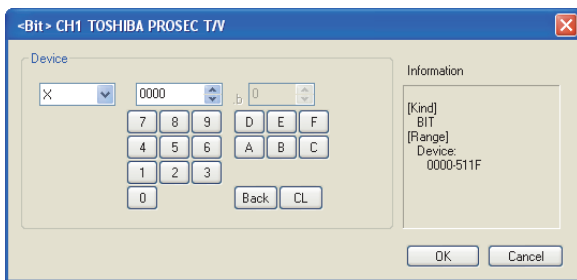 <Bit> CH1 TOSHIBA PROSEC T/V
Device
X 0000 .b 0
7 8 9 D E F
4 5 6 A B C
1 2 3
0 Back CL
Information
[Kind]
BIT
[Range]
Device:
0000-511F
OK Cancel